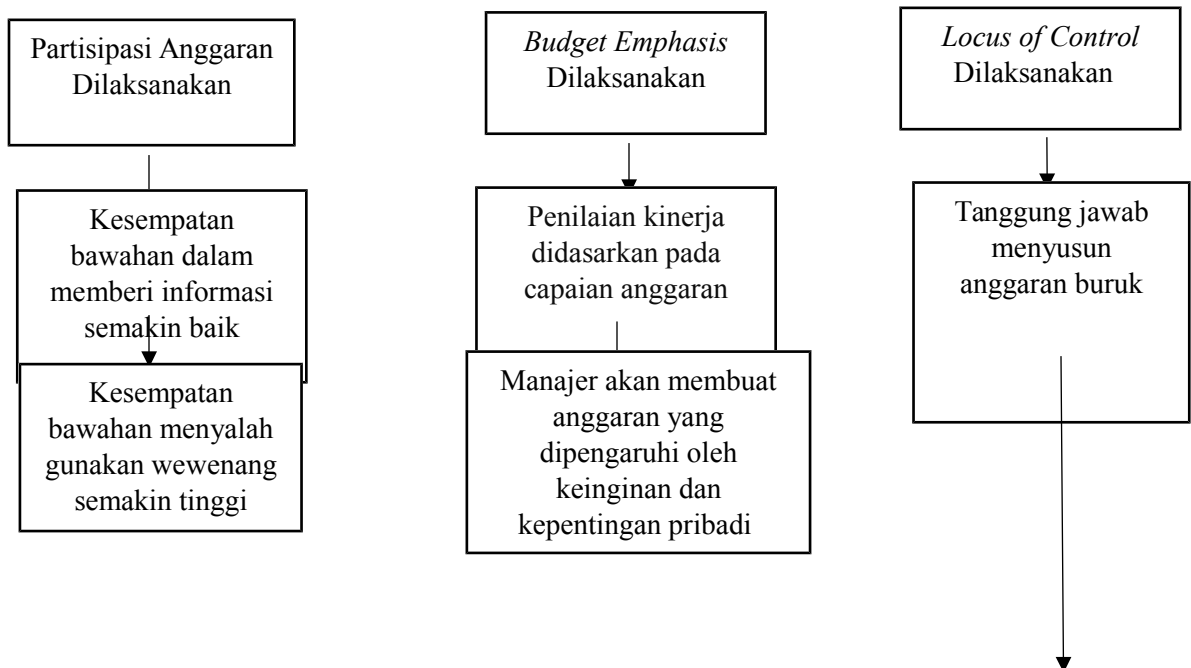 Partisipasi Anggaran
Dilaksanakan
Kesempatan
bawahan dalam
memberi informasi
semakin baik
Kesempatan
bawahan menyalah
gunakan wewenang
semakin tinggi
Budget Emphasis
Dilaksanakan
Penilaian kinerja
didasarkan pada
capaian anggaran
Manajer akan membuat
anggaran yang
dipengaruhi oleh
keinginan dan
kepentingan pribadi
Locus of Control
Dilaksanakan
Tanggung jawab
menyusun
anggaran buruk